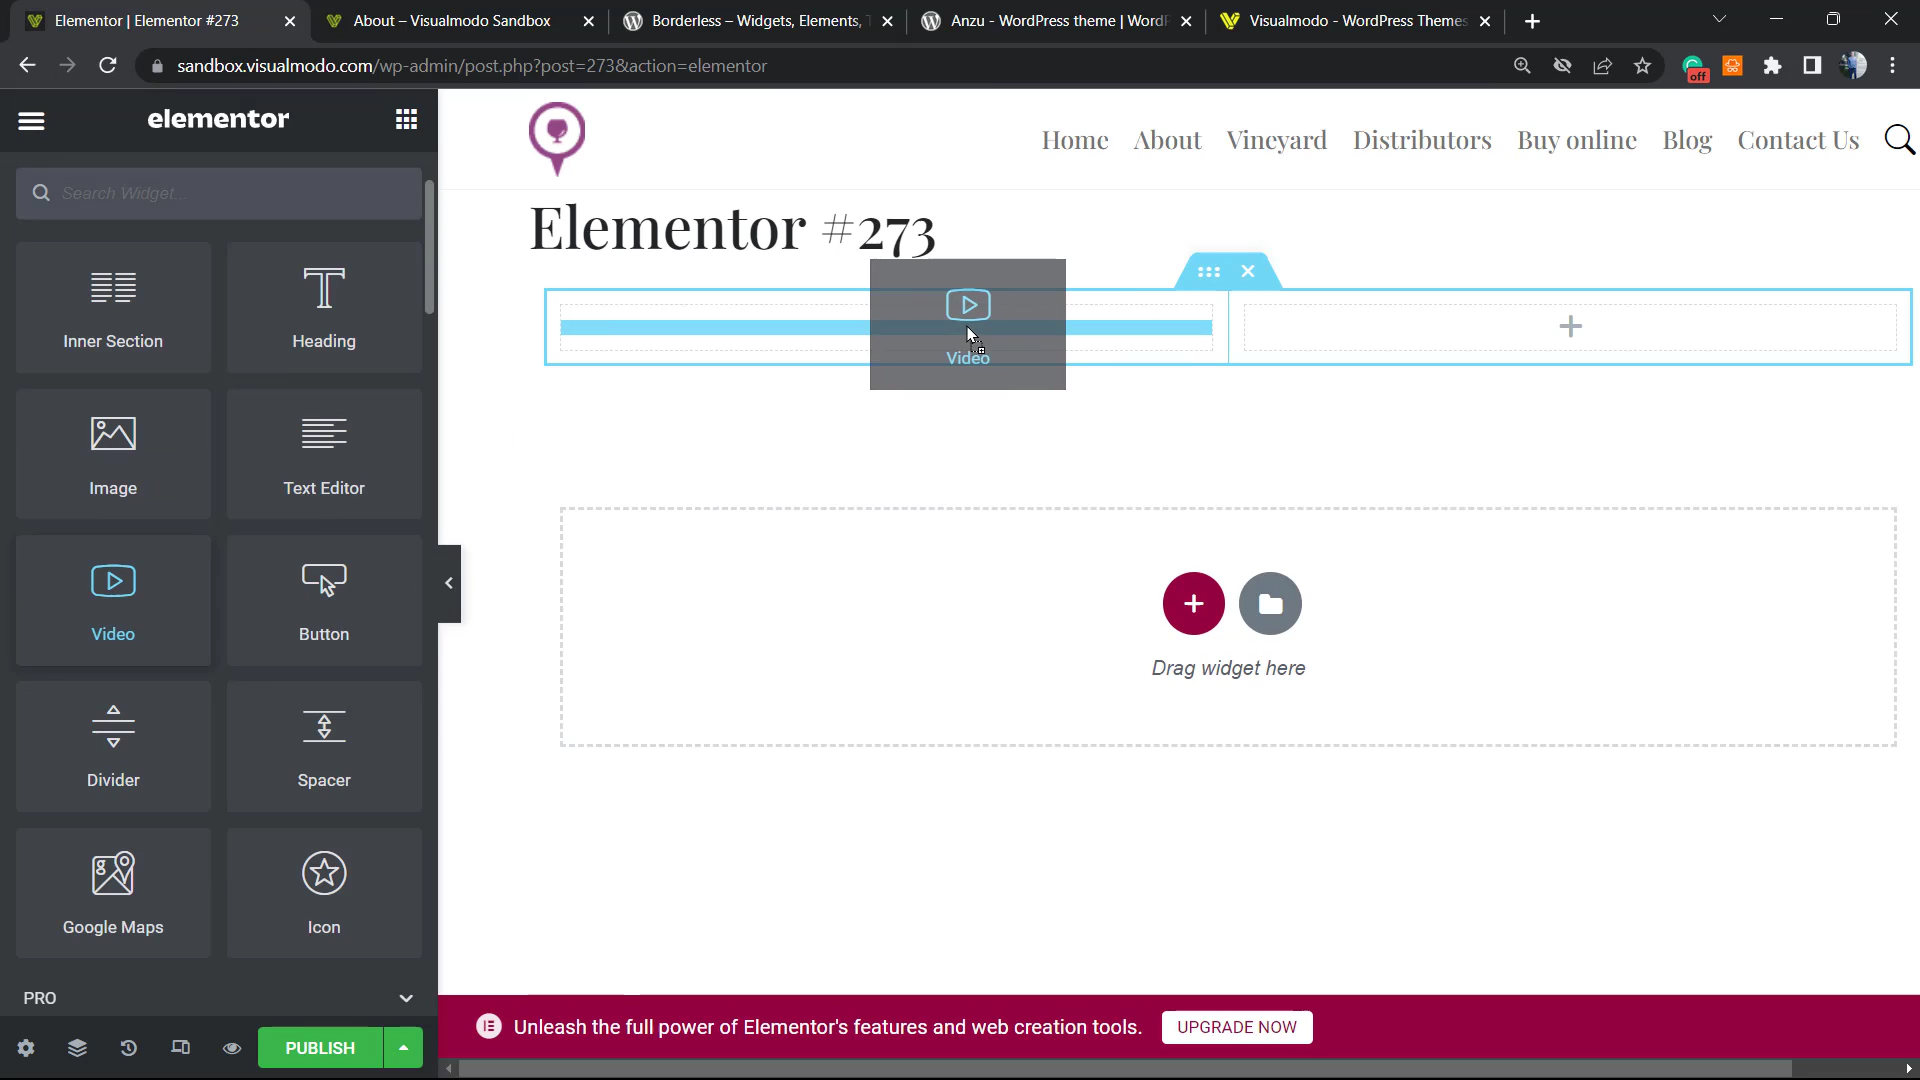 Elementor | Elementor #273
About – Visualmodo Sandbox
Borderless – Widgets, Elements,
Anzu - WordPress theme | Word
Visualmodo - WordPress Themes
sandbox.visualmodo.com/wp-admin/post.php?post=273&action=elementor
off
elementor
Search Widget...
Inner Section
Heading
Image
Text Editor
Video
Button
Divider
Spacer
Google Maps
Icon
PRO
PUBLISH
Home
About
Vineyard
Distributors
Buy online
Blog
Contact Us
Elementor #273
Video
Drag widget here
Unleash the full power of Elementor's features and web creation tools.
UPGRADE NOW